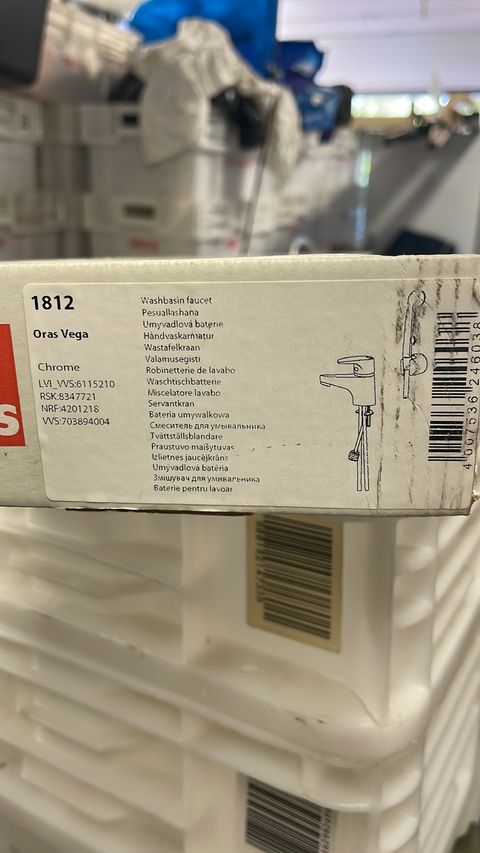 1812
Oras Vega
Chrome
LVI_VVS:6115210
RSK:8347721
NRF:4201218
VVS:703894004
Washbasin faucet
Pesuallashana
Umyvadlová baterie
Håndvaskarmatur
Wastafelkraan
Valamusegisti
Robinetterie de lavabo
Waschtischbatterie
Miscelatore lavabo
Servantkran
Bateria umywalkowa
Смеситель для умывальника
Tvättställsblandare
Praustuvo maišytuvas
Izlietnes jaucējkrāns
Umývadlová batéria
Змішувач для умивальника
Baterie pentru lavoar
s